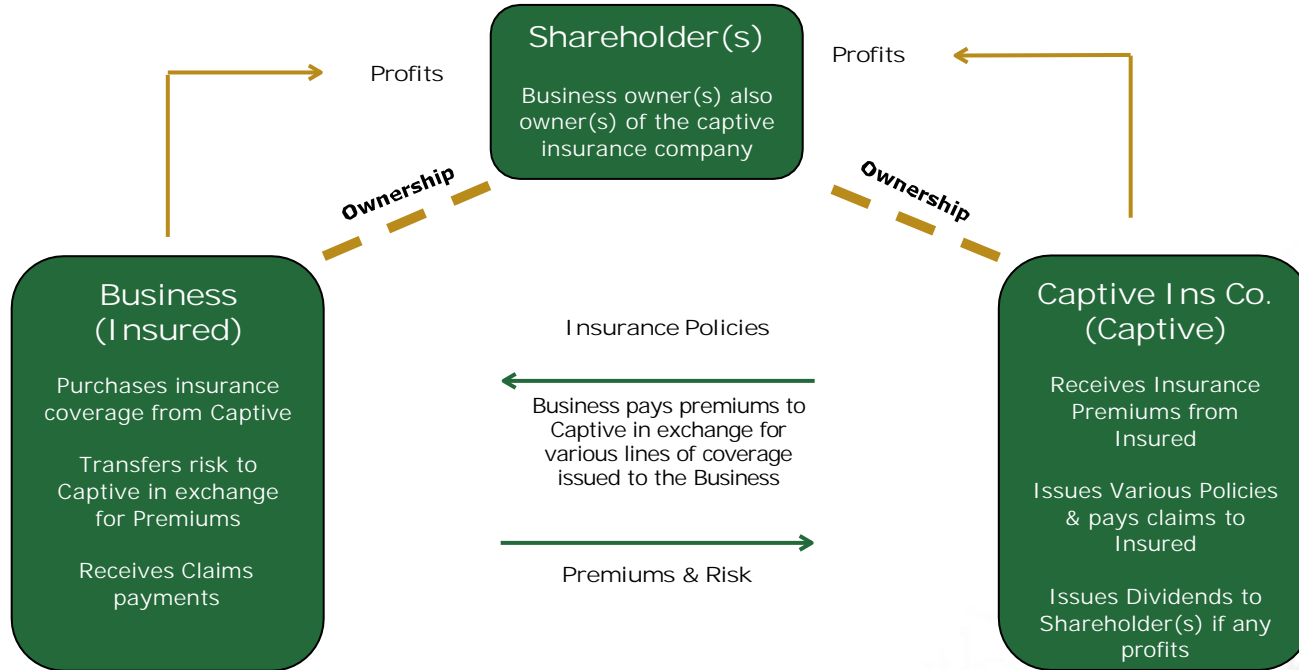 Shareholder(s)
Business owner(s) also
owner(s) of the captive
insurance company
Profits
Profits
Ownership
Ownership
Business
(Insured)
Purchases insurance
coverage from Captive
Transfers risk to
Captive in exchange
for Premiums
Receives Claims
payments
Insurance Policies
Business pays premiums to
Captive in exchange for
various lines of coverage
issued to the Business
Premiums & Risk
Captive Ins Co.
(Captive)
Receives Insurance
Premiums from
Insured
Issues Various Policies
& pays claims to
Insured
Issues Dividends to
Shareholder(s) if any
profits